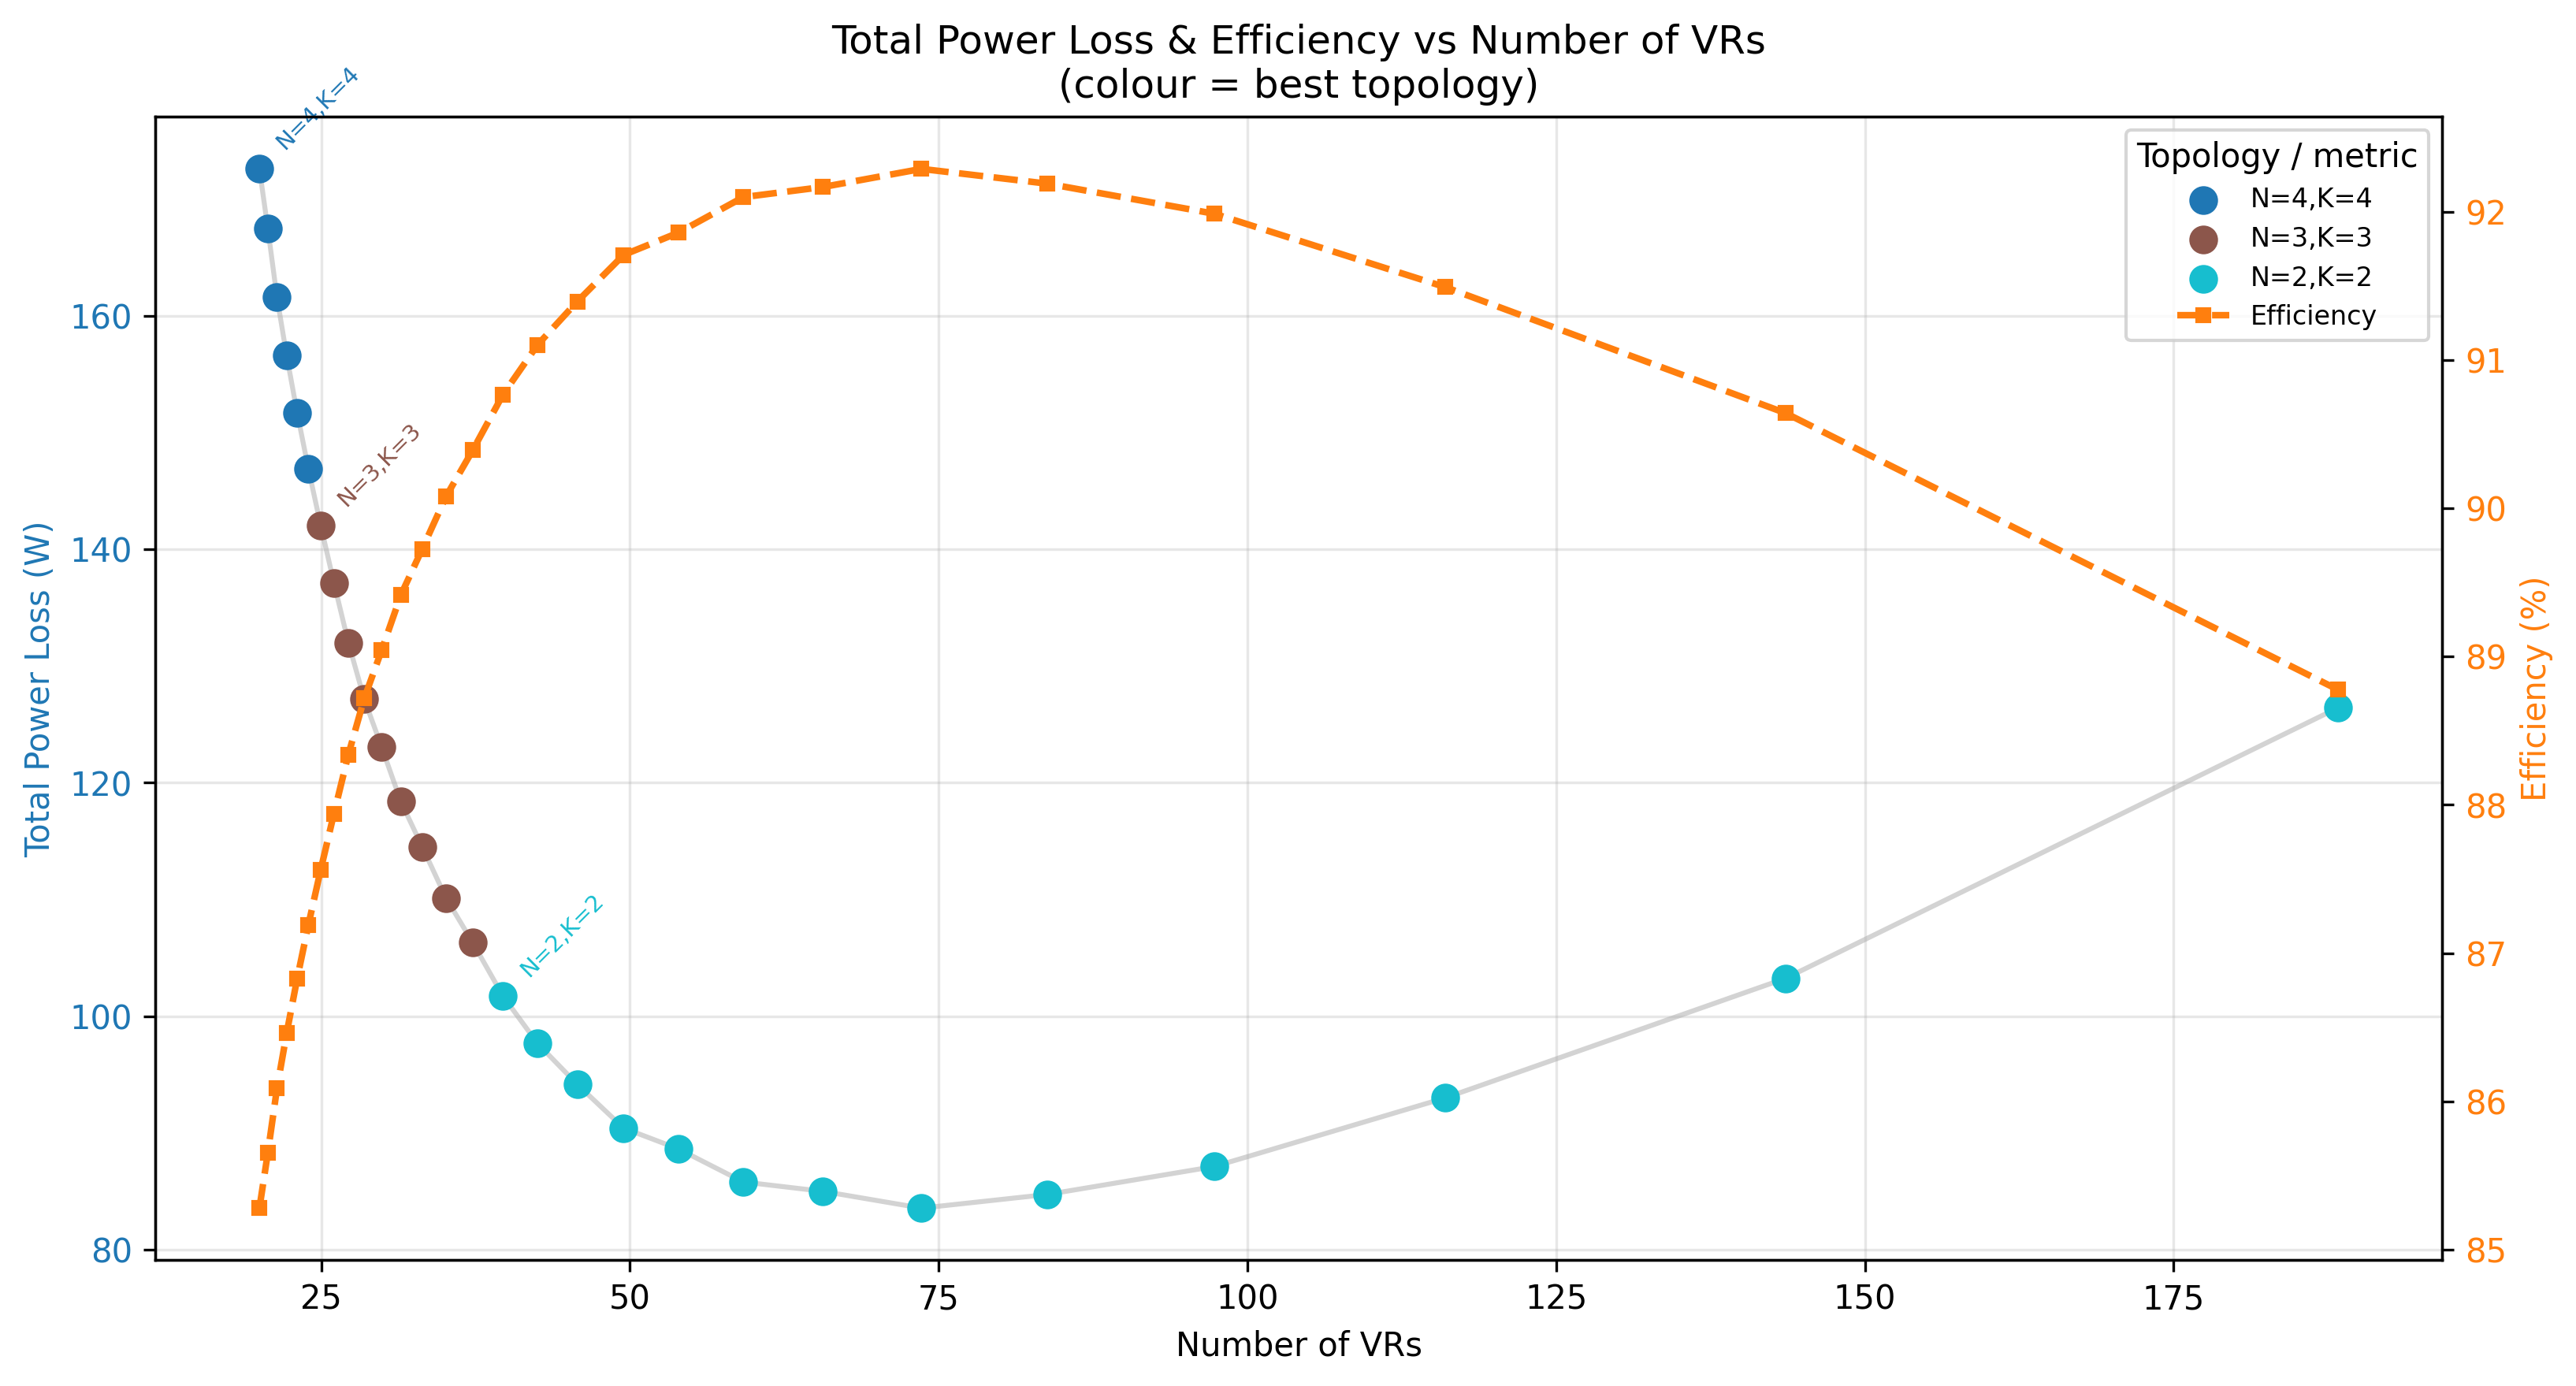 Total Power Loss & Efficiency vs Number of VRs
(colour = best topology)
N=4,K=4
N=3,K=3
N=2,K=2
Topology / metric
N=4,K=4
N=3,K=3
N=2,K=2
Efficiency
Total Power Loss (W)
160
140
120
100
80
Efficiency (%)
92
91
90
89
88
87
86
85
25
50
75
100
125
150
175
Number of VRs